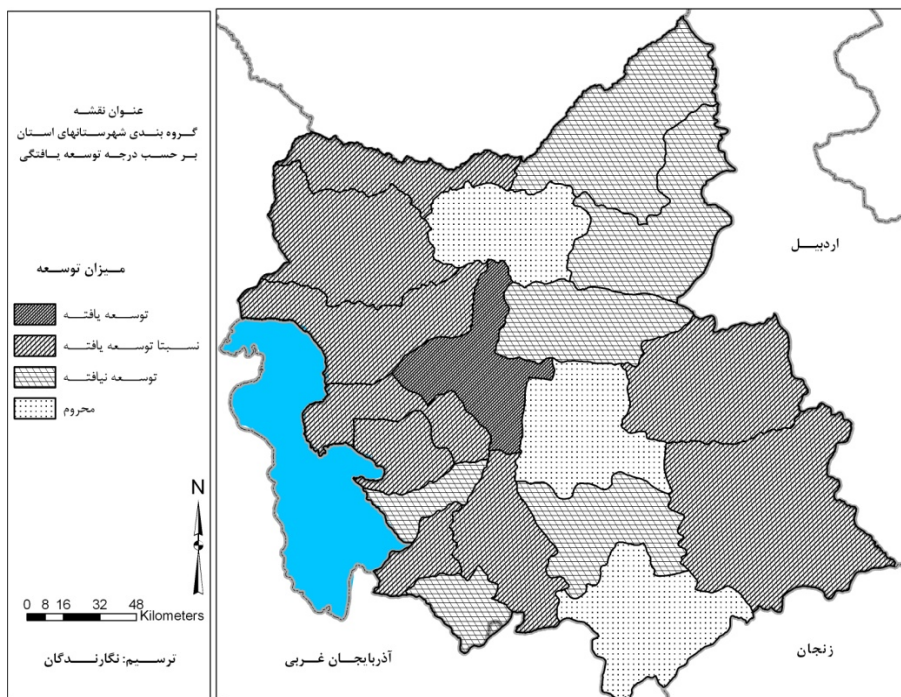 عنوان نقشه
گروه بندی شهرستانهای استان
بر حسب درجه توسعه یافتگی
میزان توسعه
توسعه یافته
نسبتا توسعه یافته
توسعه نیافته
محروم
N
0 8 16 32 48
Kilometers
ترسیم: نگارندگان
اردبیل
زنجان
آذربایجان غربی